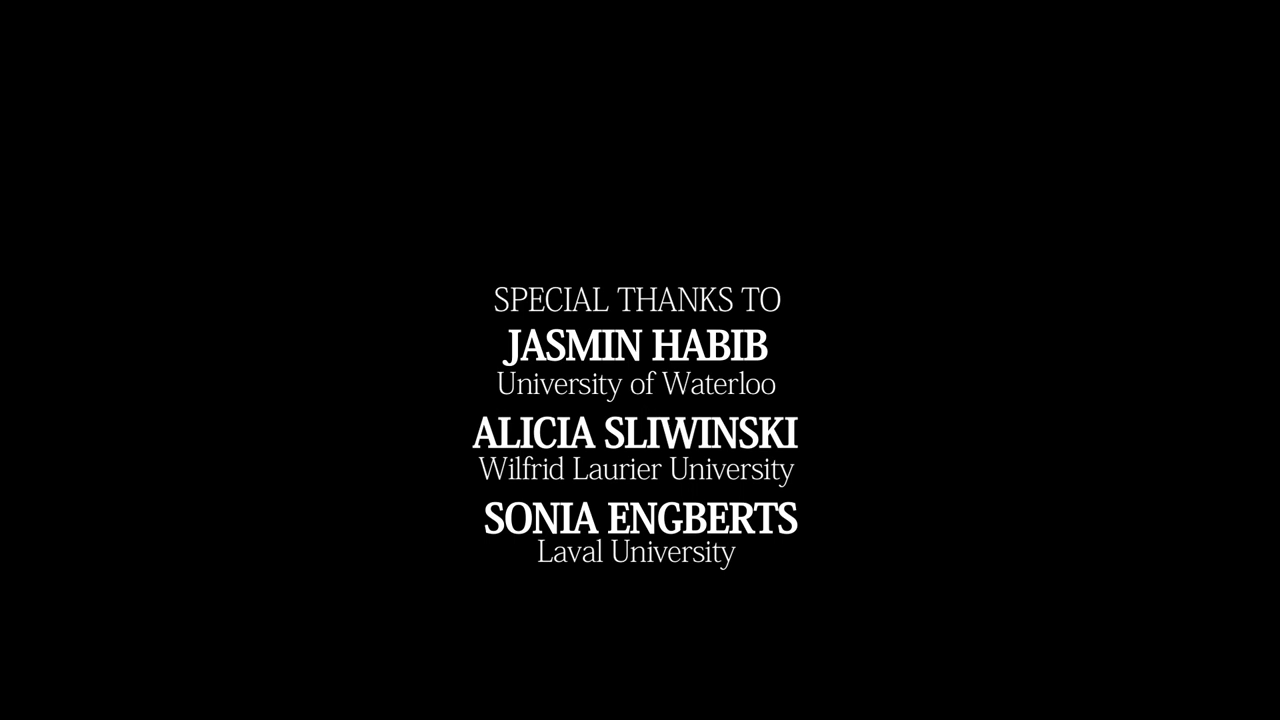 SPECIAL THANKS TO
JASMIN HABIB
University of Waterloo
ALICIA SLIWINSKI
Wilfrid Laurier University
SONIA ENGBERTS
Laval University